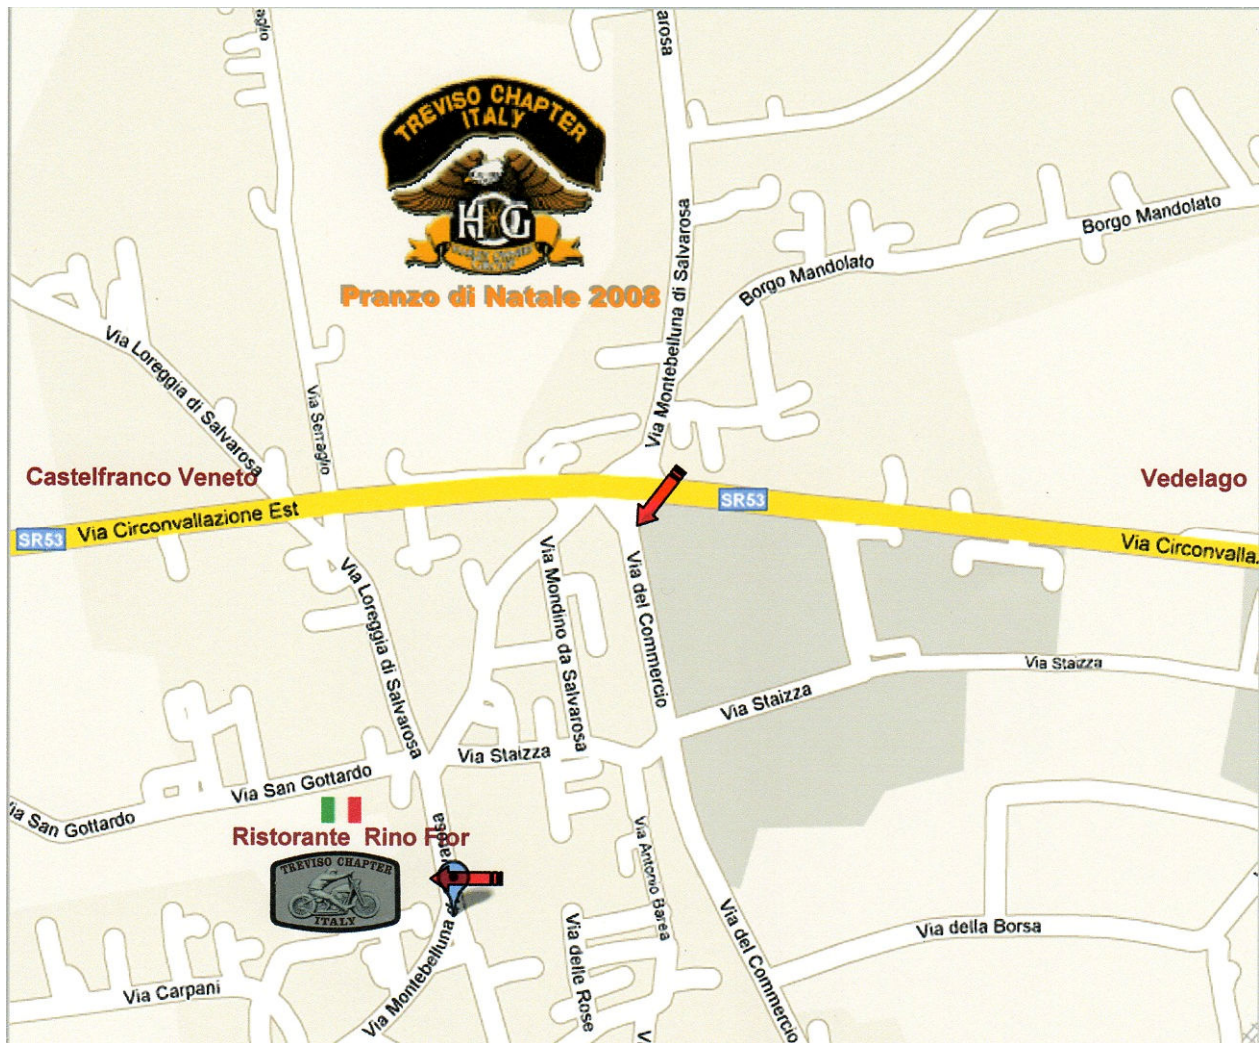 aglio
arosa
TREVISO CHAPTER
ITALY
HOG
Pranzo di Natale 2008
Via Montebelluna di Salvarosa
Borgo Mandolato
Borgo Mandolato
Via Loreggia di Salvarosa
Via Serraglio
Castelfranco Veneto
Vedelago
SR53
Via Circonvallazione Est
SR53
Via Circonvalla.
Via Loreggia di Salvarosa
Via Mondino da Salvarosa
Via del Commercio
Via Staizza
Via Staizza
Via Staizza
Via San Gottardo
ia San Gottardo
Ristorante Rino Fior
arosa
TREVISO CHAPTER
ITALY
Via Antonio Barea
Via Montebelluna
Via delle Rose
Via del Commercio
Via della Borsa
Via Carpani
V